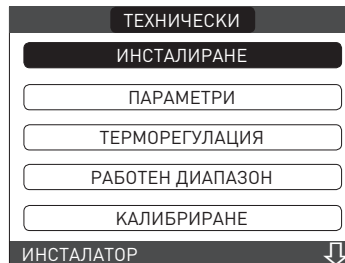 ТЕХНИЧЕСКИ
ИНСТАЛИРАНЕ
ПАРАМЕТРИ
ТЕРМОРЕГУЛАЦИЯ
РАБОТЕН ДИАПАЗОН
КАЛИБРИРАНЕ
ИНСТАЛАТОР